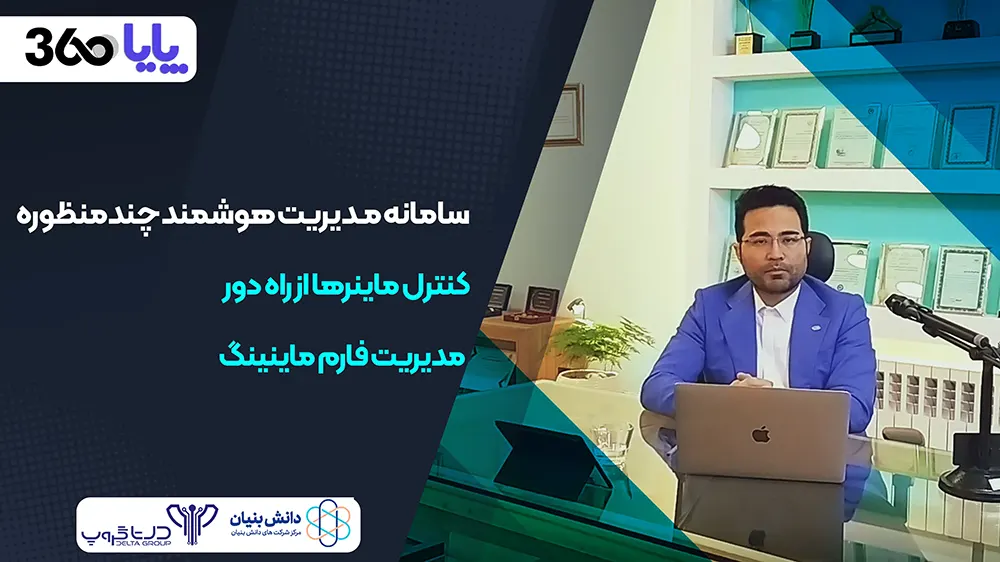 پایا 360
سامانه مدیریت هوشمند چندمنظوره
کنترل ماینرها از راه دور
مدیریت فارم ماینینگ
دلتا گروپ
DELTA GROUP
دانش بنیان
مرکز شرکت های دانش بنیان